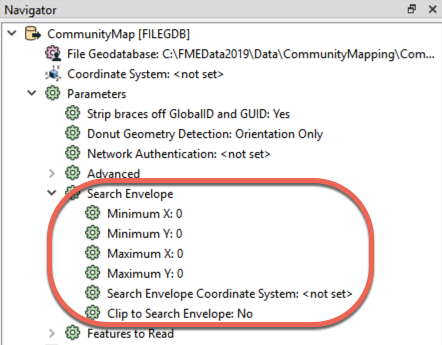 Navigator
CommunityMap [FILEGDB]
File Geodatabase: C:\FMEData2019\Data\CommunityMapping\Com...
Coordinate System: <not set>
Parameters
Strip braces off GlobalID and GUID: Yes
Donut Geometry Detection: Orientation Only
Network Authentication: <not set>
Advanced
Search Envelope
Minimum X: 0
Minimum Y: 0
Maximum X: 0
Maximum Y: 0
Search Envelope Coordinate System: <not set>
Clip to Search Envelope: No
Features to Read